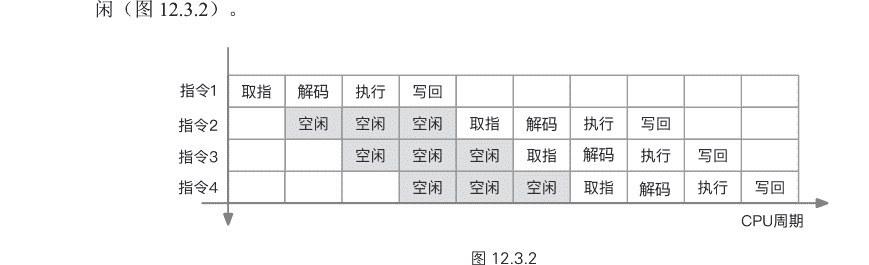 闲（图 12.3.2）。
指令1 取指 解码 执行 写回
指令2 空闲 空闲 空闲 取指 解码 执行 写回
指令3 空闲 空闲 空闲 取指 解码 执行 写回
指令4 空闲 空闲 空闲 取指 解码 执行 写回
CPU周期
图 12.3.2